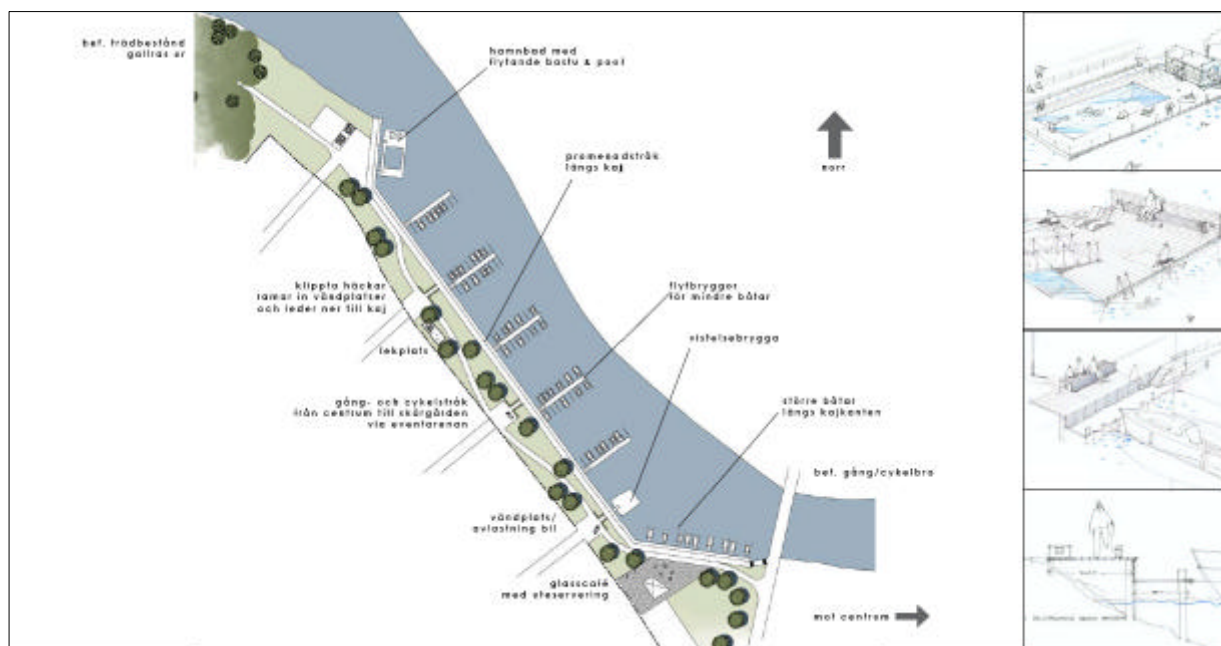 bef. trädbestånd
gallras ur
hamnbad med
flytande bastu & pool
norr
promenadstråk
längs kaj
klippta häckar
ramar in vändplatser
och leder ner till kaj
flytbryggor
för mindre båtar
lekplats
vistelsebrygga
gång- och cykelstråk
från centrum till skärgården
via eventarenan
större båtar
längs kajkanten
bef. gång/cykelbro
vändplats/
avlastning bil
glasscafé
med uteservering
mot centrum